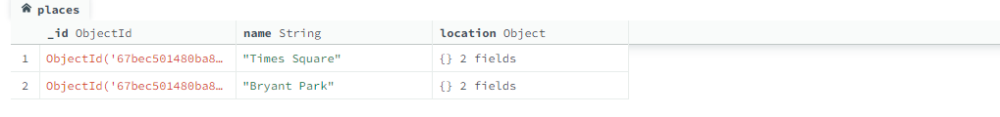 places
_id ObjectId name String location Object
1 ObjectId('67bec501480ba8… "Times Square" {} 2 fields
2 ObjectId('67bec501480ba8… "Bryant Park" {} 2 fields